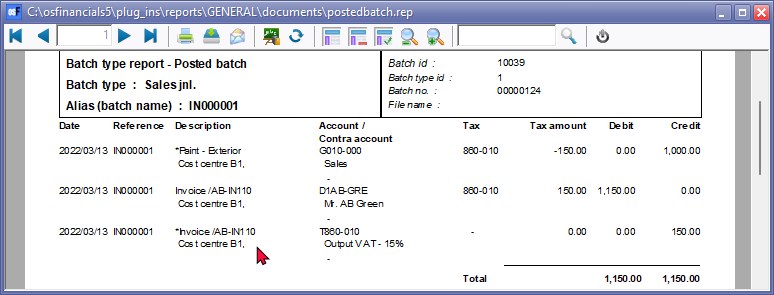 C:\osfinancials5\plug_ins\reports\GENERAL\documents\postedbatch.rep
1
Batch type report - Posted batch
Batch type : Sales jnl.
Alias (batch name) : IN000001
Batch id : 10039
Batch type id : 1
Batch no. : 00000124
File name :
Date Reference Description Account / Tax Tax amount Debit Credit
Contra account
2022/03/13 IN000001 *Paint - Exterior G010-000 860-010 -150.00 0.00 1,000.00
Cost centre B1, Sales
-
2022/03/13 IN000001 Invoice /AB-IN110 D1AB-GRE 860-010 150.00 1,150.00 0.00
Cost centre B1, Mr. AB Green
-
2022/03/13 IN000001 *Invoice /AB-IN110 T860-010 - 0.00 0.00 150.00
Cost centre B1, Output VAT - 15%
-
Total 1,150.00 1,150.00